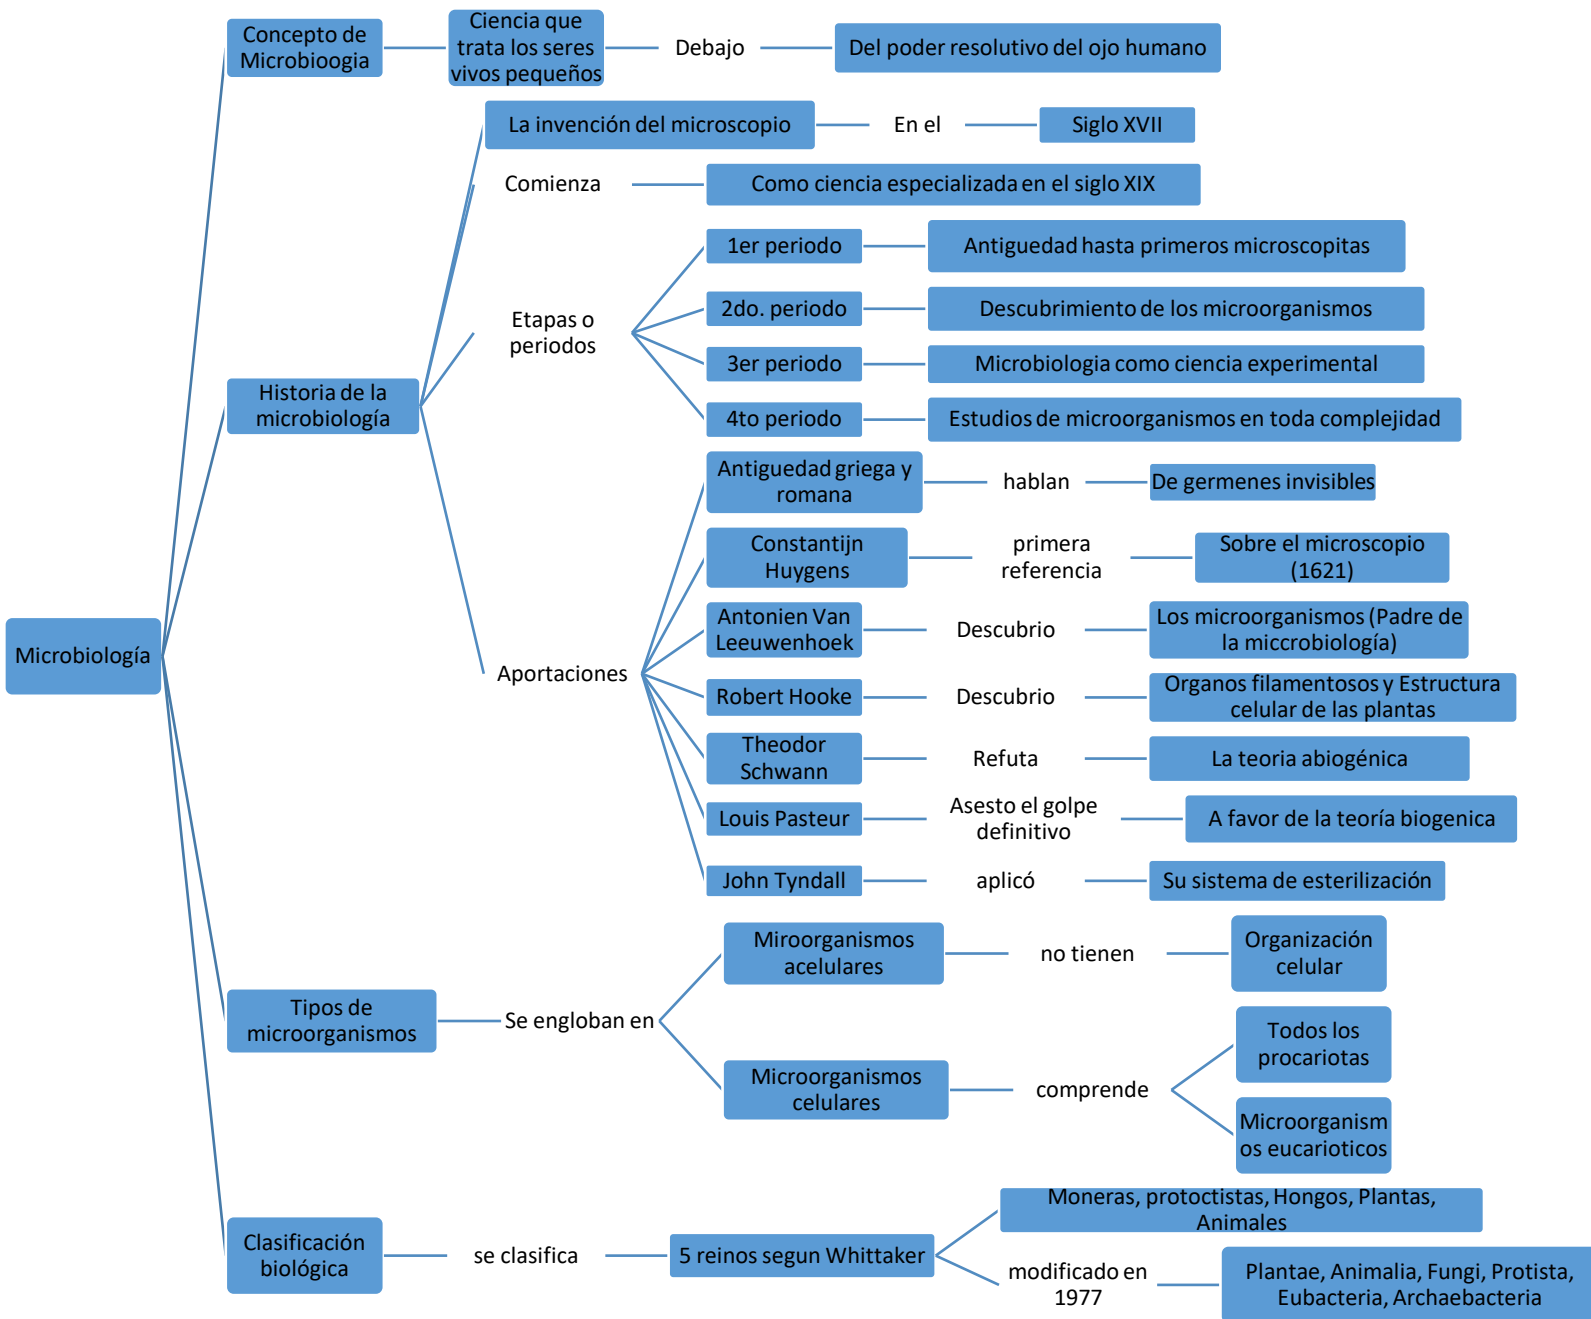 Concepto de
Microbioogia
Ciencia que
trata los seres
vivos pequeños
Debajo
Del poder resolutivo del ojo humano
La invención del microscopio
En el
Siglo XVII
Comienza
Como ciencia especializada en el siglo XIX
Etapas o
periodos
1er periodo
Antiguedad hasta primeros microscopitas
2do. periodo
Descubrimiento de los microorganismos
3er periodo
Microbiologia como ciencia experimental
4to periodo
Estudios de microorganismos en toda complejidad
Historia de la
microbiología
Antiguedad griega y
romana
hablan
De germenes invisibles
Constantijn
Huygens
primera
referencia
Sobre el microscopio
(1621)
Microbiología
Aportaciones
Antonien Van
Leeuwenhoek
Descubrio
Los microorganismos (Padre de
la miccrobiología)
Robert Hooke
Descubrio
Organos filamentosos y Estructura
celular de las plantas
Theodor
Schwann
Refuta
La teoria abiogénica
Louis Pasteur
Asesto el golpe
definitivo
A favor de la teoría biogenica
John Tyndall
aplicó
Su sistema de esterilización
Tipos de
microorganismos
Se engloban en
Miroorganismos
acelulares
no tienen
Organización
celular
Microorganismos
celulares
comprende
Todos los
procariotas
Microorganism
os eucarioticos
Clasificación
biológica
se clasifica
5 reinos segun Whittaker
Moneras, protoctistas, Hongos, Plantas,
Animales
modificado en
1977
Plantae, Animalia, Fungi, Protista,
Eubacteria, Archaebacteria